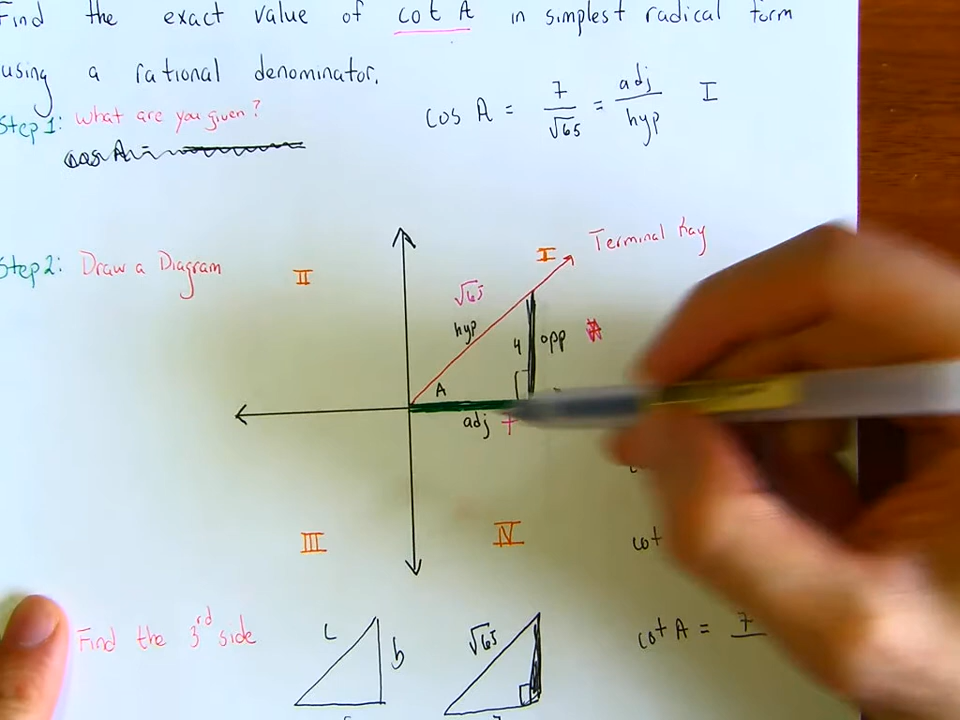 Find the exact value of cot A in simplest radical form
using a rational denominator.
Step 1: What are you given?
cos A = 7/√65 = adj/hyp I
Step 2: Draw a Diagram
II
I
Terminal Ray
√65
hyp
4 opp
A
adj
III
IV
cot
Find the 3rd side
c
b
√65
cot A = 7